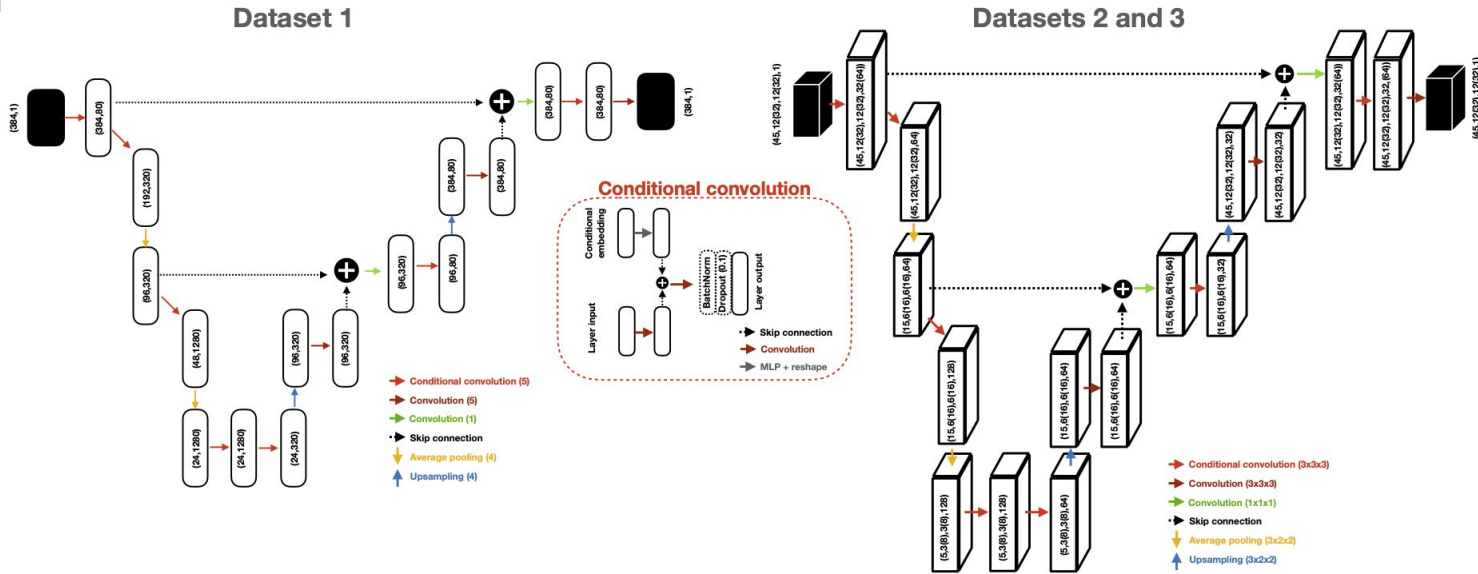 Dataset 1
(384,1)
(384,80)
(192,320)
(96,320)
(48,1280)
(24,1280)
(24,1280)
(24,320)
(96,320)
(96,320)
(96,320)
(96,80)
(384,80)
(384,80)
(384,80)
(384,80)
(384,1)
Conditional convolution (5)
Convolution (5)
Convolution (1)
Skip connection
Average pooling (4)
Upsampling (4)
Conditional convolution
Conditional
embedding
Layer input
BatchNorm
Dropout (0.1)
Layer output
Skip connection
Convolution
MLP + reshape
Datasets 2 and 3
(45,12(32),12(32),1)
(45,12(32),12(32),32(64))
(45,12(32),12(32),64)
(15,6(16),6(16),64)
(15,6(16),6(16),128)
(5,3(8),3(8),128)
(5,3(8),3(8),128)
(5,3(8),3(8),64)
(15,6(16),6(16),64)
(15,6(16),6(16),64)
(15,6(16),6(16),64)
(15,6(16),6(16),32)
(45,12(32),12(32),32)
(45,12(32),12(32),32)
(45,12(32),12(32),32(64))
(45,12(32),12(32),32,(64))
(45,12(32),12(32),1)
Conditional convolution (3x3x3)
Convolution (3x3x3)
Convolution (1x1x1)
Skip connection
Average pooling (3x2x2)
Upsampling (3x2x2)